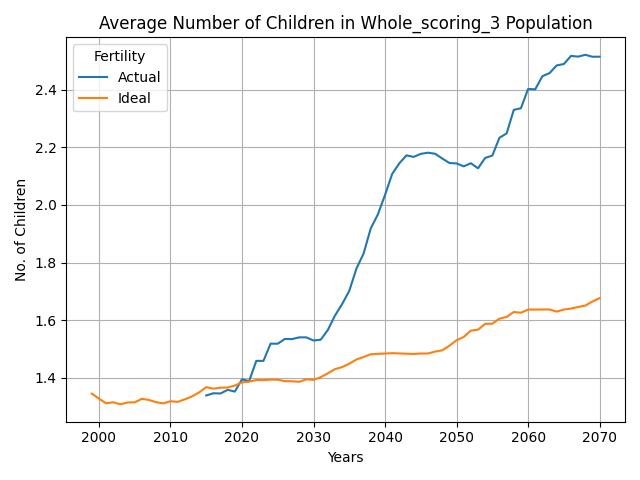 Average Number of Children in Whole_scoring_3 Population
Fertility
Actual
Ideal
No. of Children
2.4
2.2
2.0
1.8
1.6
1.4
2000 2010 2020 2030 2040 2050 2060 2070
Years